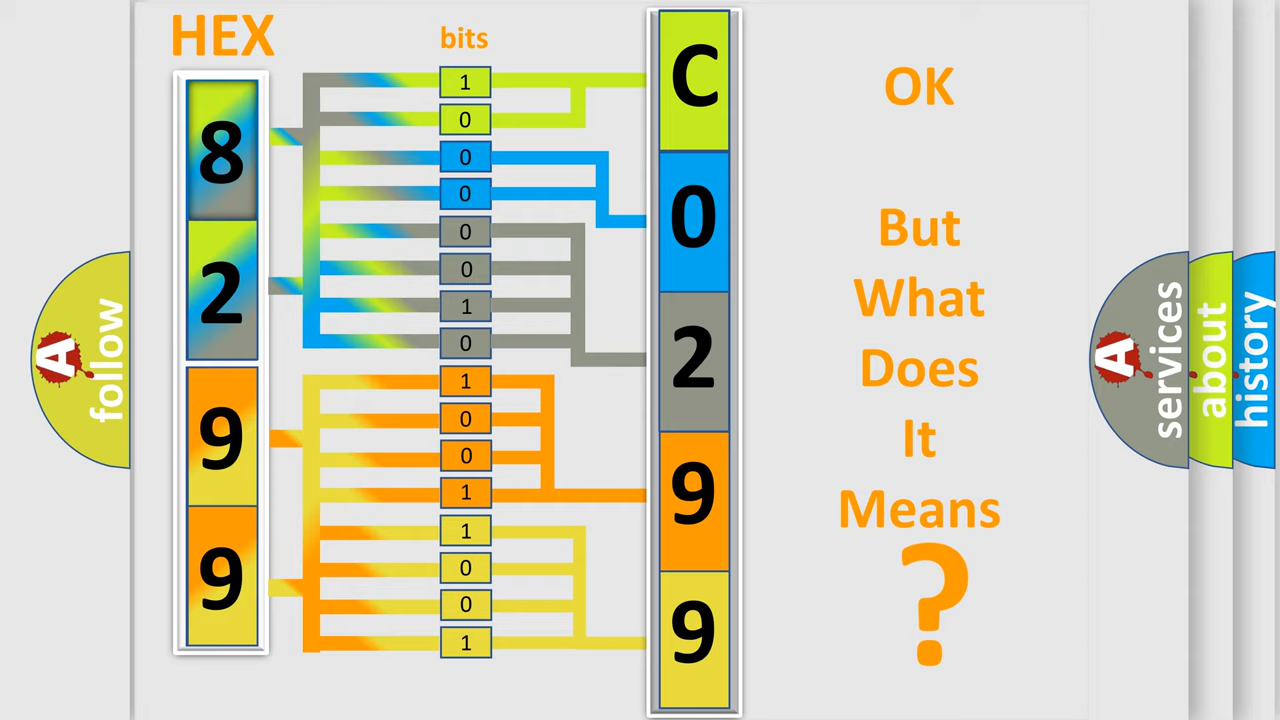 HEX
bits
8
2
9
9
1
0
0
0
0
0
1
0
1
0
0
1
1
0
0
1
C
0
2
9
9
OK
But
What
Does
It
Means
?
A
follow
A
services
about
history